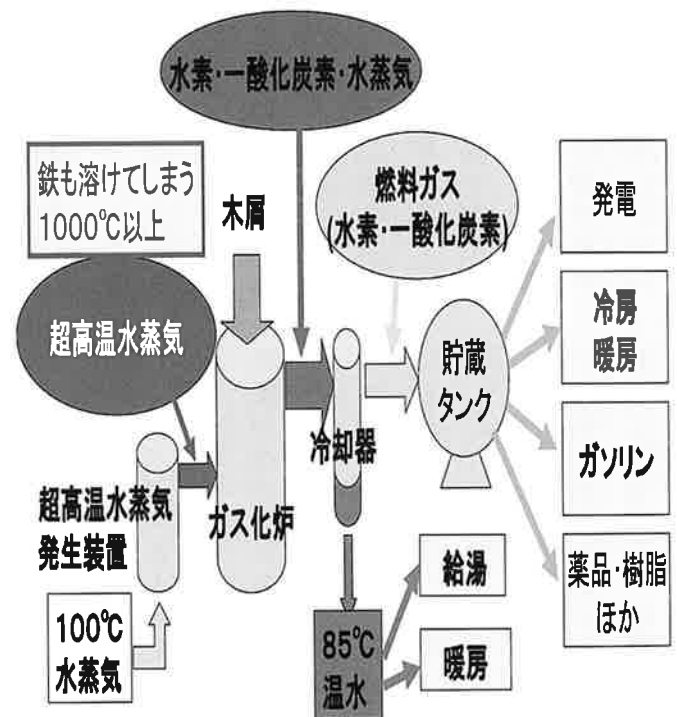 水素・一酸化炭素・水蒸気
鉄も溶けてしまう
1000℃以上
木屑
燃料ガス
(水素・一酸化炭素)
発電
超高温水蒸気
冷房
暖房
貯蔵
タンク
冷却器
ガソリン
超高温水蒸気
発生装置
ガス化炉
薬品・樹脂
ほか
給湯
100℃
水蒸気
85℃
温水
暖房